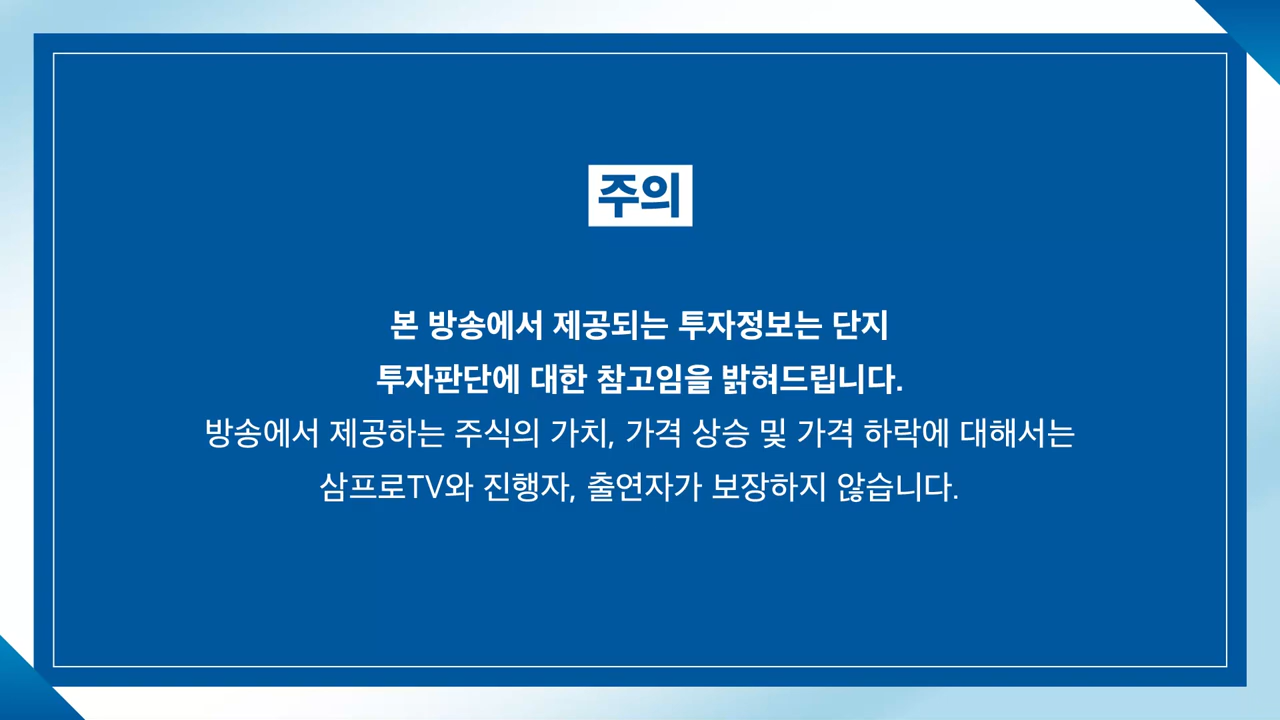 주의
본 방송에서 제공되는 투자정보는 단지
투자판단에 대한 참고임을 밝혀드립니다.
방송에서 제공하는 주식의 가치, 가격 상승 및 가격 하락에 대해서는
삼프로TV와 진행자, 출연자가 보장하지 않습니다.